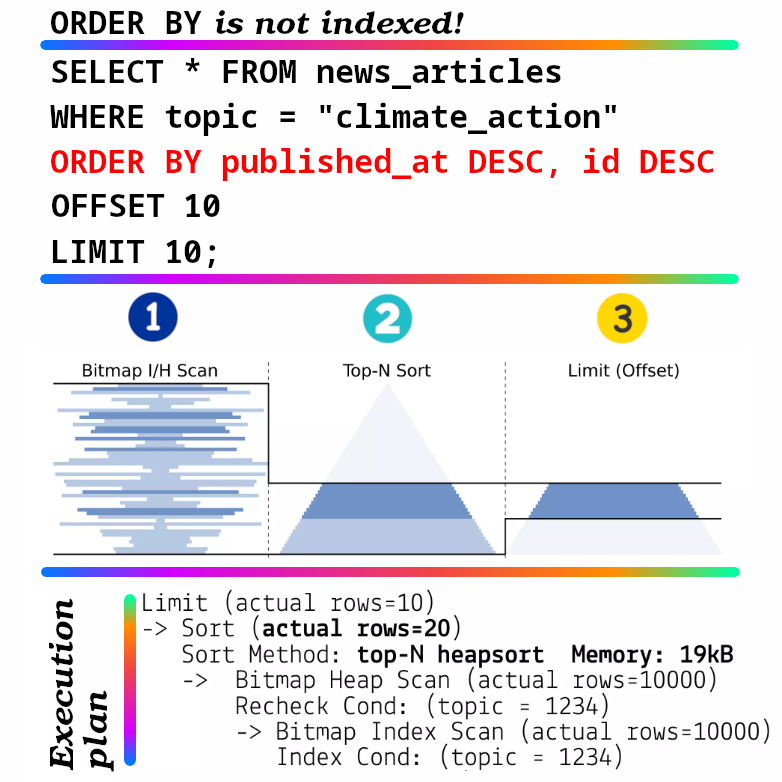 ORDER BY is not indexed!
SELECT * FROM news_articles
WHERE topic = "climate_action"
ORDER BY published_at DESC, id DESC
OFFSET 10
LIMIT 10;
1 2 3
Bitmap I/H Scan Top-N Sort Limit (Offset)
Execution
plan
Limit (actual rows=10)
-> Sort (actual rows=20)
Sort Method: top-N heapsort Memory: 19kB
-> Bitmap Heap Scan (actual rows=10000)
Recheck Cond: (topic = 1234)
-> Bitmap Index Scan (actual rows=10000)
Index Cond: (topic = 1234)